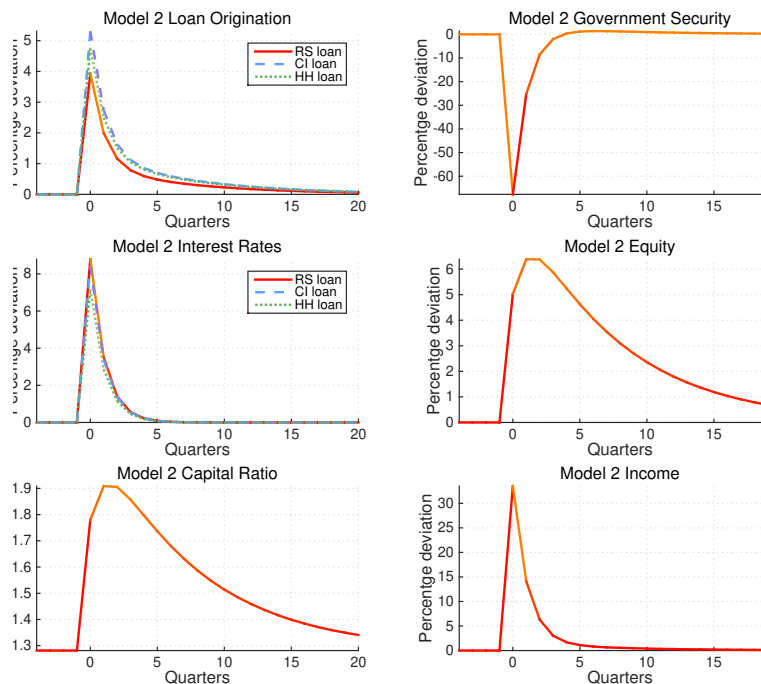 Model 2 Loan Origination
5
4
3
2
1
0
RS loan
CI loan
HH loan
0 5 10 15 20
Quarters
Model 2 Government Security
Percentge deviation
0
-10
-20
-30
-40
-50
-60
0 5 10 15
Quarters
Model 2 Interest Rates
8
6
4
2
0
RS loan
CI loan
HH loan
0 5 10 15 20
Quarters
Model 2 Equity
Percentge deviation
6
5
4
3
2
1
0
0 5 10 15
Quarters
Model 2 Capital Ratio
1.9
1.8
1.7
1.6
1.5
1.4
1.3
0 5 10 15 20
Quarters
Model 2 Income
Percentge deviation
30
25
20
15
10
5
0
0 5 10 15
Quarters